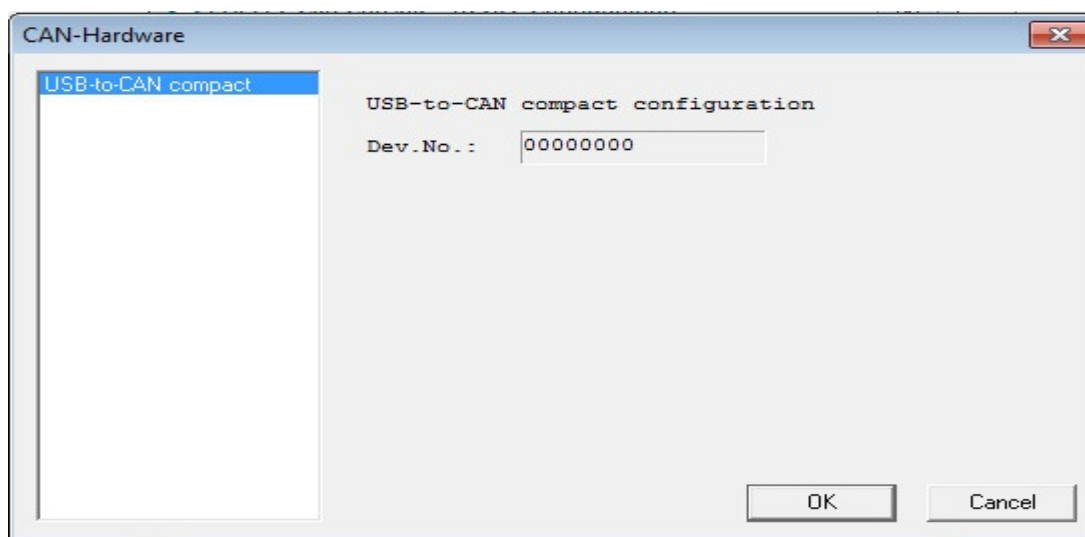 CAN-Hardware
USB-to-CAN compact
USB-to-CAN compact configuration
Dev.No.: 00000000
OK Cancel